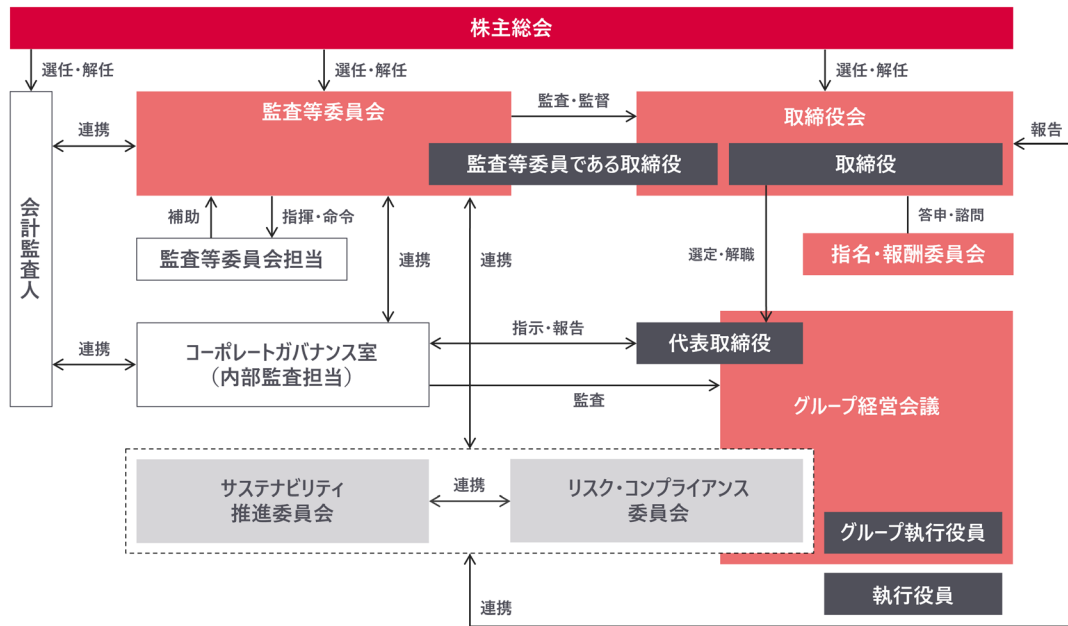 株主総会
選任・解任
選任・解任
選任・解任
監査等委員会
監査・監督
取締役会
報告
連携
監査等委員である取締役
取締役
会計監査人
補助
指揮・命令
答申・諮問
監査等委員会担当
連携
連携
選定・解職
指名・報酬委員会
指示・報告
代表取締役
連携
コーポレートガバナンス室
（内部監査担当）
監査
グループ経営会議
サステナビリティ
推進委員会
連携
リスク・コンプライアンス
委員会
グループ執行役員
執行役員
連携